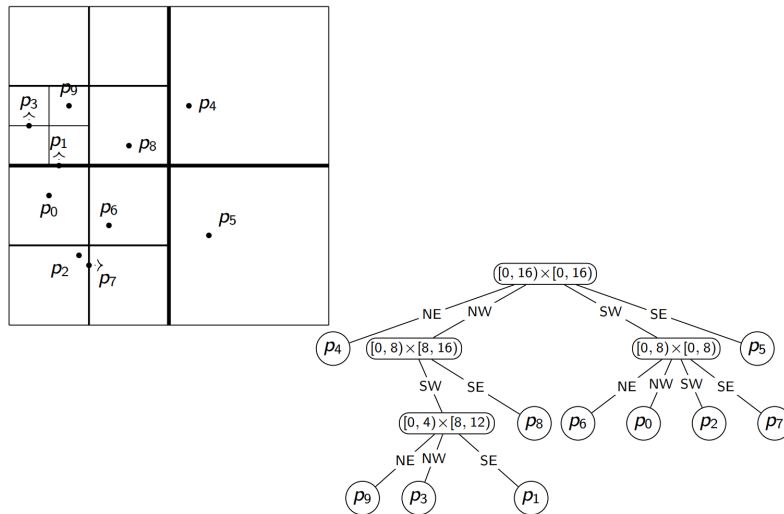 p9
p3
p4
p1
p8
p0
p6
p5
p2
p7
[0, 16)×[0, 16)
NE NW SW SE
p4 [0, 8)×[8, 16) [0, 8)×[0, 8) p5
SW SE NE NW SW SE
[0, 4)×[8, 12) p8 p6 p0 p2 p7
NE NW SE
p9 p3 p1